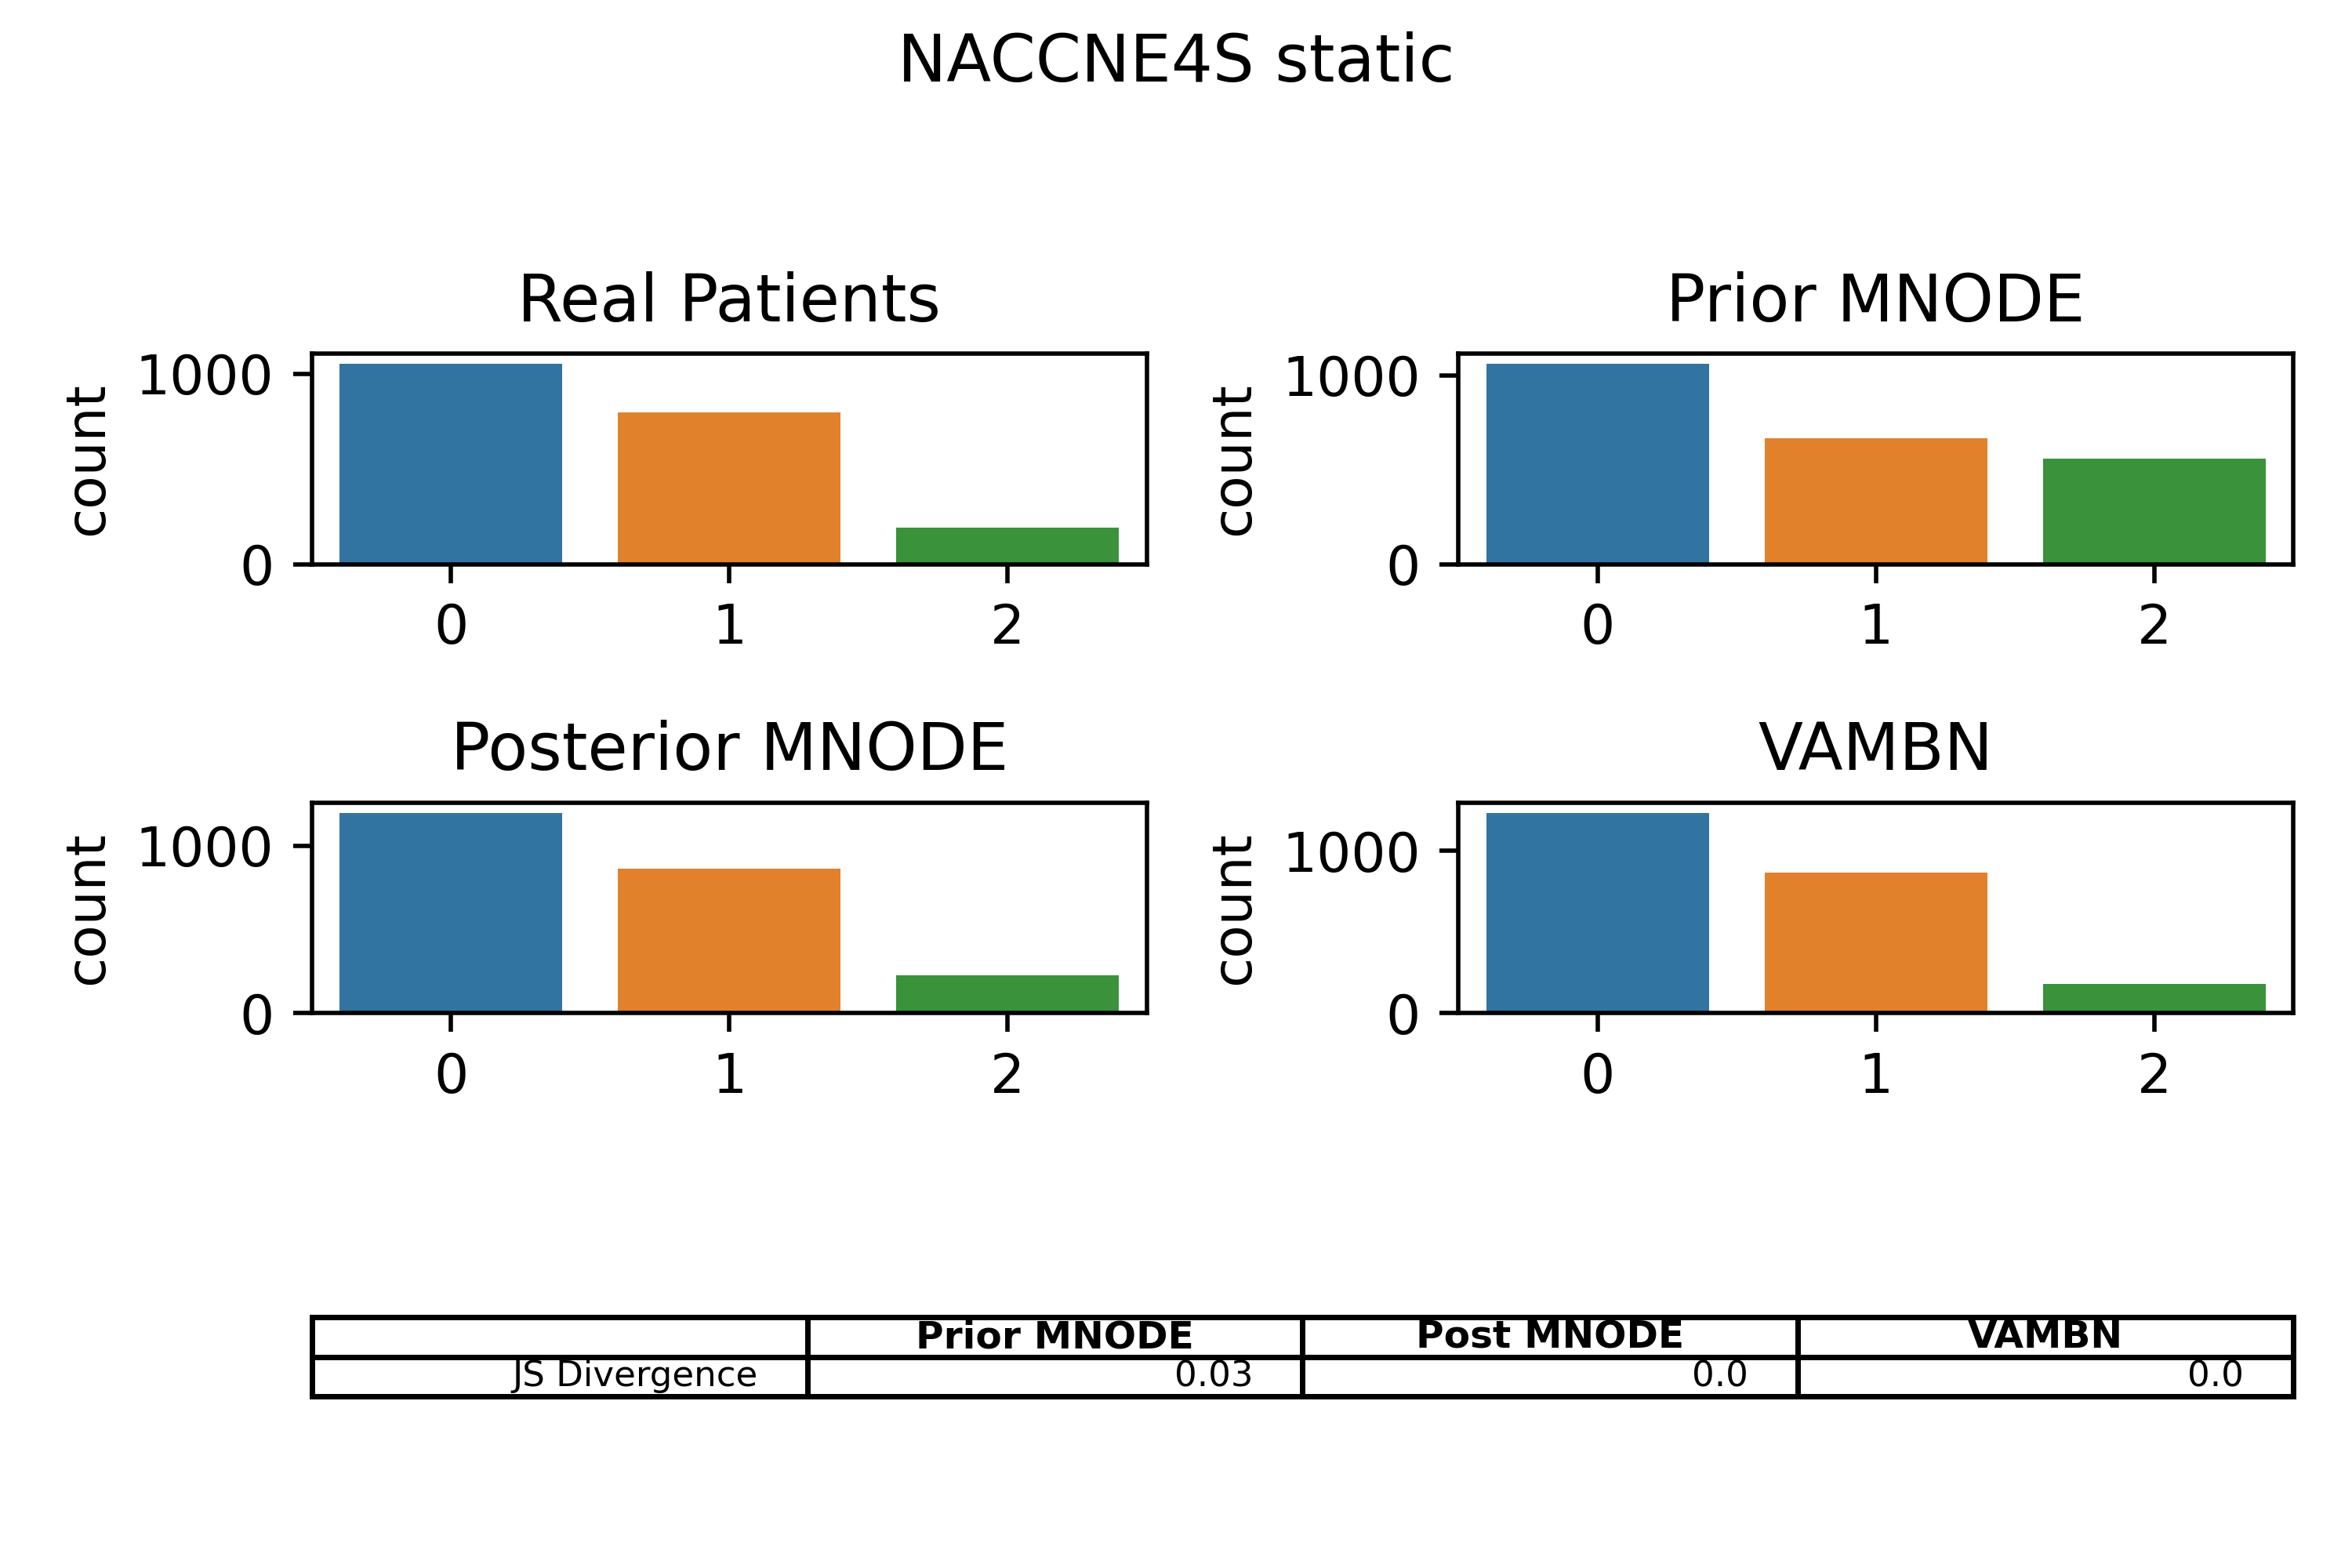 NACCNE4S static
Real Patients
count
1000
0
0 1 2
Prior MNODE
count
1000
0
0 1 2
Posterior MNODE
count
1000
0
0 1 2
VAMBN
count
1000
0
0 1 2
Prior MNODE Post MNODE VAMBN
JS Divergence 0.03 0.0 0.0